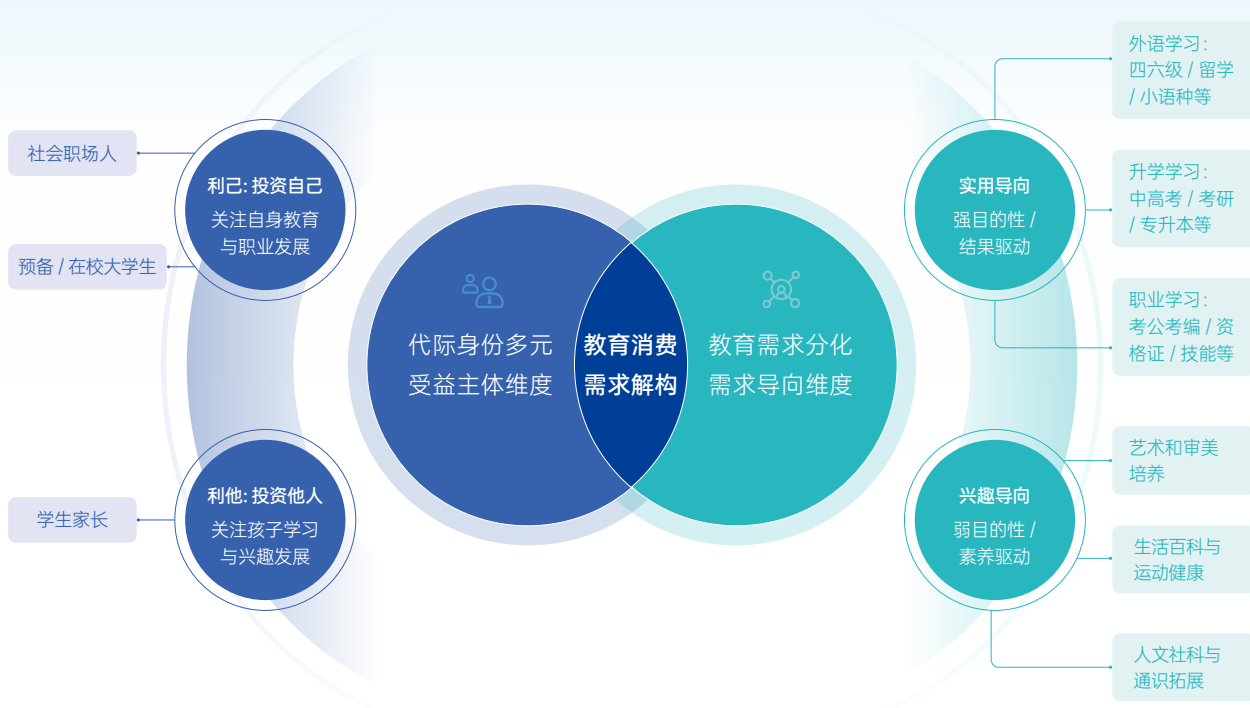 社会职场人
预备 / 在校大学生
利己: 投资自己
关注自身教育
与职业发展
学生家长
利他: 投资他人
关注孩子学习
与兴趣发展
代际身份多元
受益主体维度
教育消费
需求解构
教育需求分化
需求导向维度
实用导向
强目的性 /
结果驱动
外语学习:
四六级 / 留学
/ 小语种等
升学学习:
中高考 / 考研
/ 专升本等
职业学习:
考公考编 / 资
格证 / 技能等
兴趣导向
弱目的性 /
素养驱动
艺术和审美
培养
生活百科与
运动健康
人文社科与
通识拓展